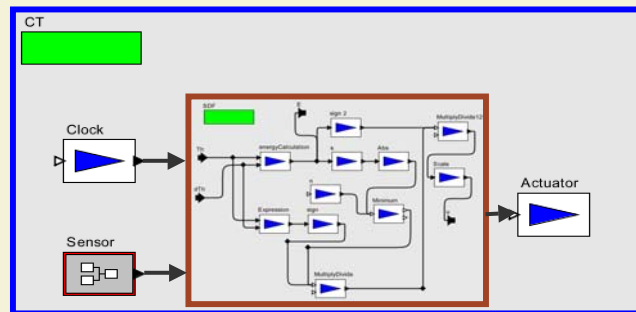 CT
Clock
Sensor
SDF
Th
dTh
E
energyCalculation
Expression
sign 2
sign
Abs
Minimum
MultiplyDivide
MultiplyDivide12
Scale
Actuator